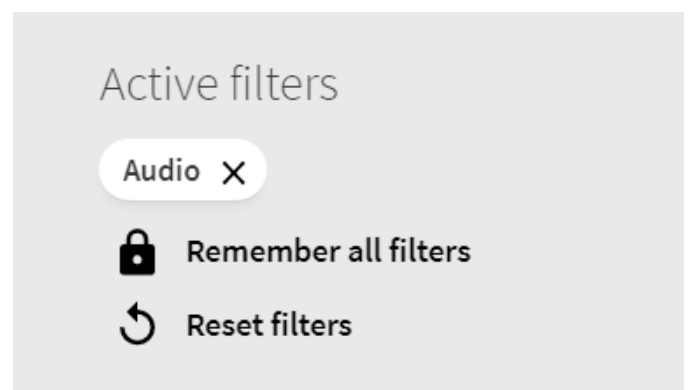 Active filters
Audio
Remember all filters
Reset filters